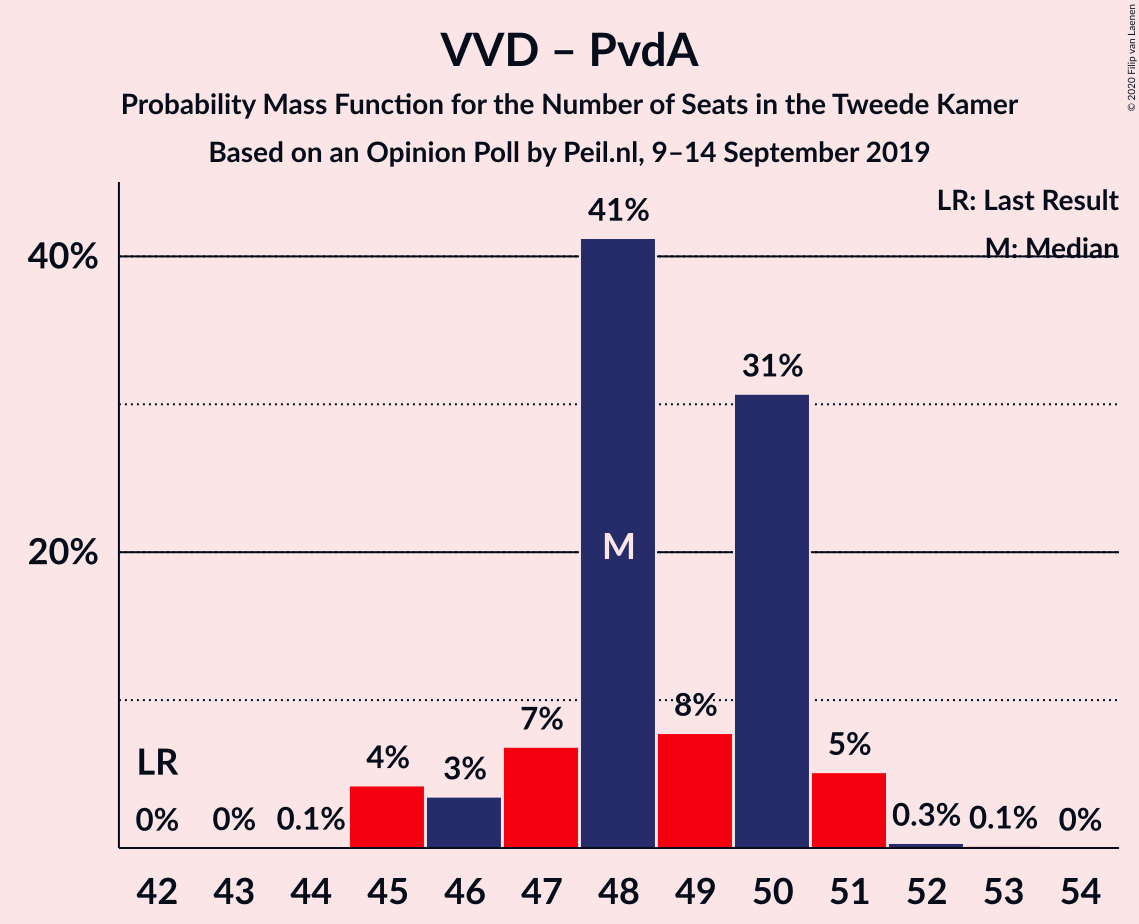 VVD – PvdA
Probability Mass Function for the Number of Seats in the Tweede Kamer
Based on an Opinion Poll by Peil.nl, 9–14 September 2019
© 2020 Filip van Laenen
LR: Last Result
M: Median
40%
20%
41%
31%
M
8%
7%
5%
4%
3%
LR
0% 0% 0.1% 0.3% 0.1% 0%
42 43 44 45 46 47 48 49 50 51 52 53 54